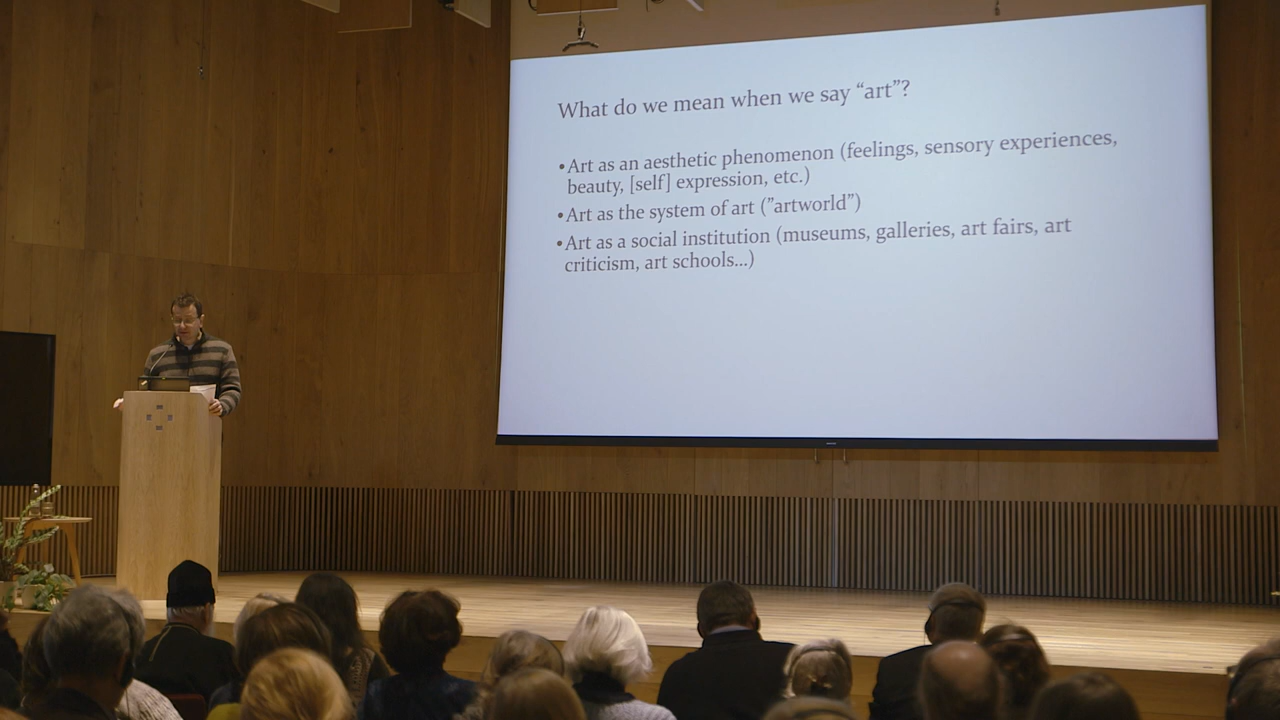 What do we mean when we say “art”?
•Art as an aesthetic phenomenon (feelings, sensory experiences,
beauty, [self] expression, etc.)
•Art as the system of art (”artworld”)
•Art as a social institution (museums, galleries, art fairs, art
criticism, art schools...)